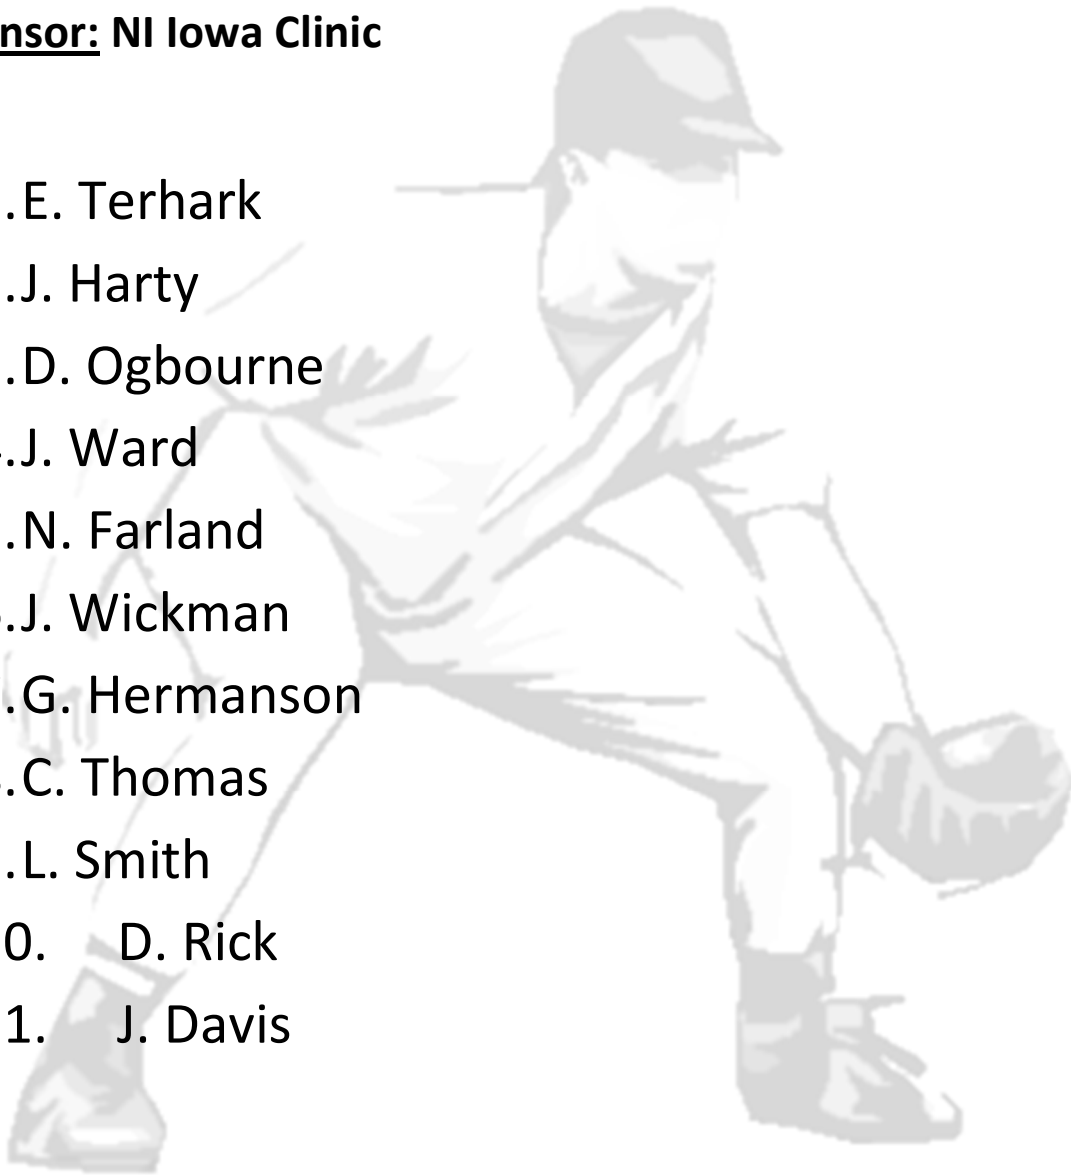 nsor: NI Iowa Clinic
. E. Terhark
. J. Harty
. D. Ogbourne
. J. Ward
. N. Farland
. J. Wickman
. G. Hermanson
. C. Thomas
. L. Smith
0. D. Rick
1. J. Davis